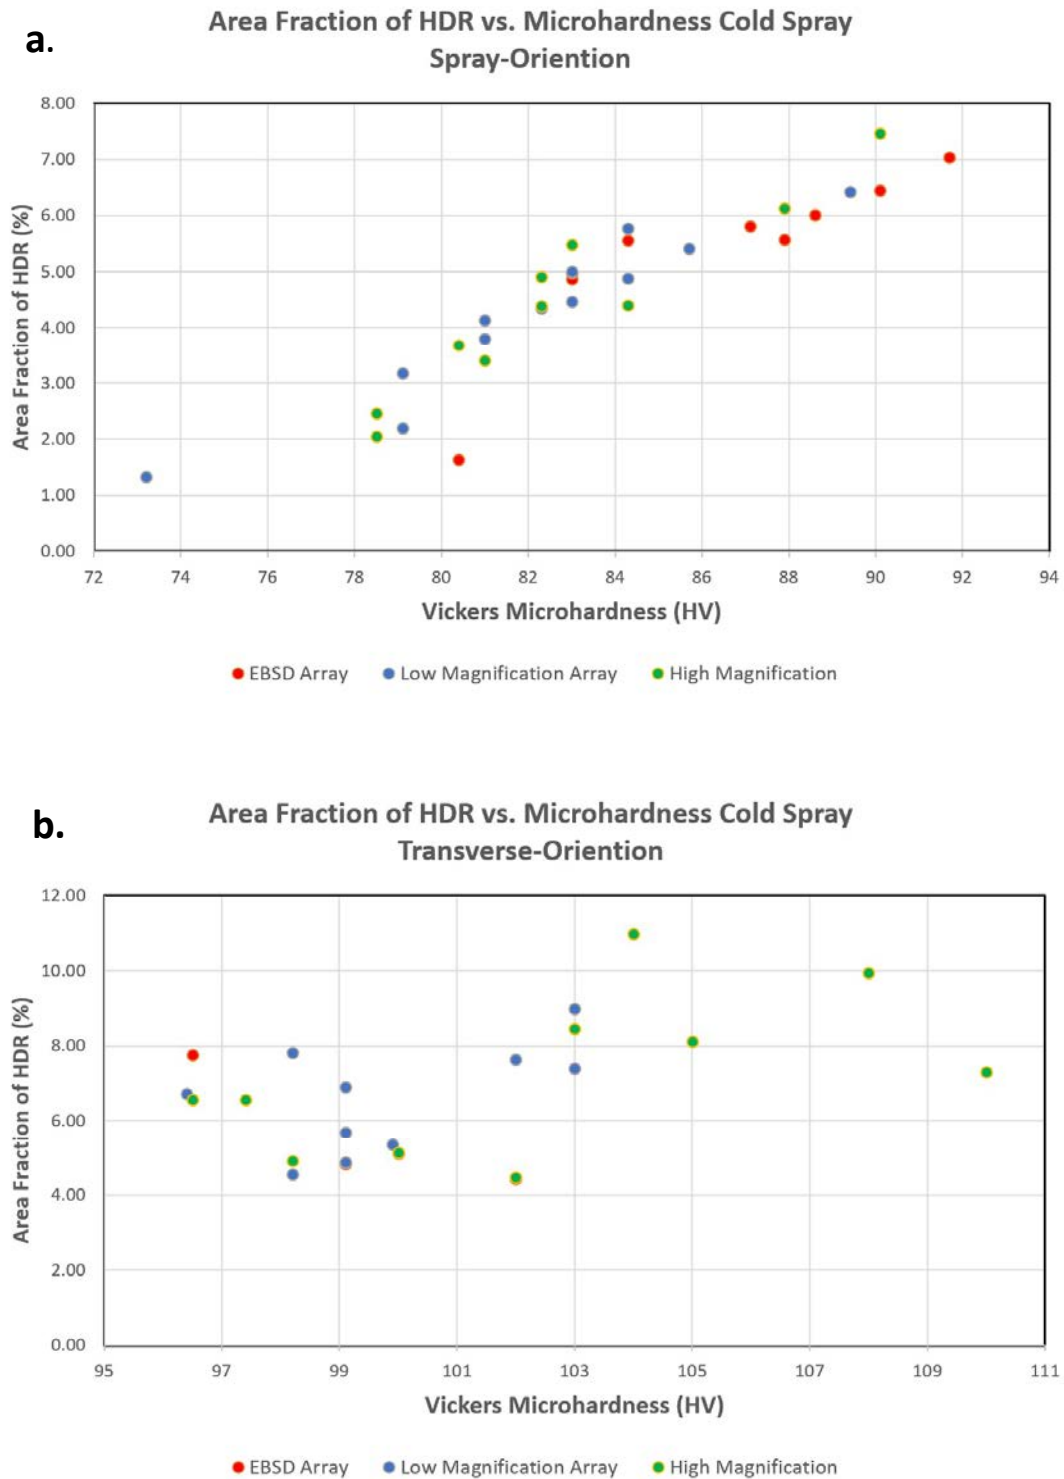 a.
Area Fraction of HDR vs. Microhardness Cold Spray
Spray-Oriention
8.00
7.00
6.00
5.00
4.00
3.00
2.00
1.00
0.00
Area Fraction of HDR (%)
72 74 76 78 80 82 84 86 88 90 92 94
Vickers Microhardness (HV)
EBSD Array Low Magnification Array High Magnification
b.
Area Fraction of HDR vs. Microhardness Cold Spray
Transverse-Oriention
12.00
10.00
8.00
6.00
4.00
2.00
0.00
Area Fraction of HDR (%)
95 97 99 101 103 105 107 109 111
Vickers Microhardness (HV)
EBSD Array Low Magnification Array High Magnification